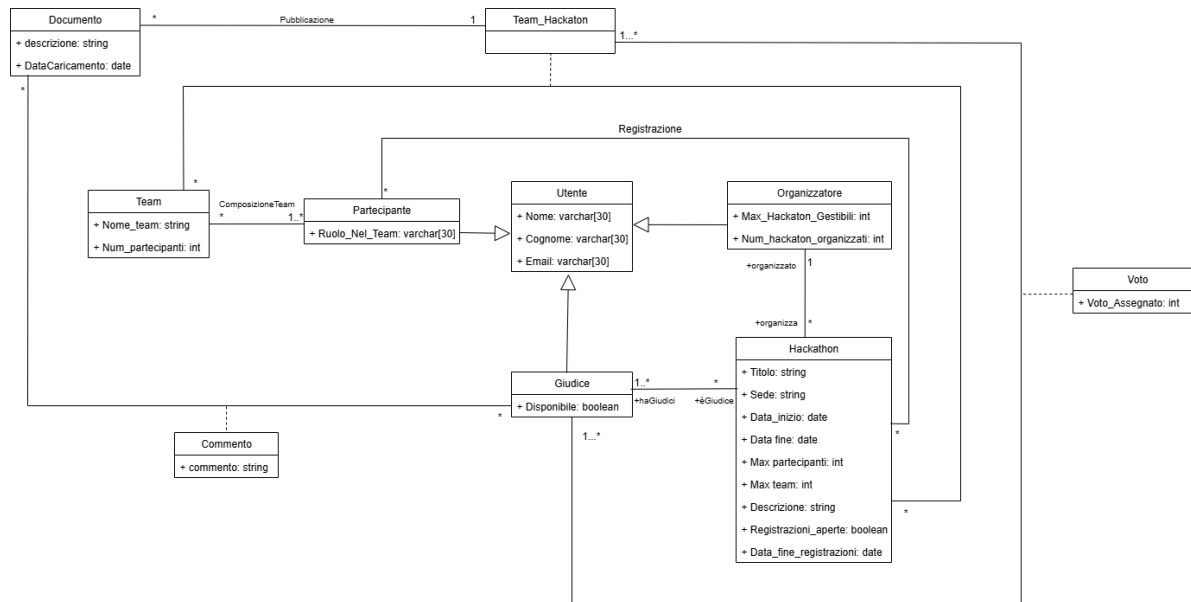 Documento
+ descrizione: string
+ DataCaricamento: date
*
Pubblicazione
1
Team_Hackaton
1...*
*
Registrazione
*
Team
+ Nome_team: string
+ Num_partecipanti: int
ComposizioneTeam
*
1..*
*
Partecipante
+ Ruolo_Nel_Team: varchar[30]
Utente
+ Nome: varchar[30]
+ Cognome: varchar[30]
+ Email: varchar[30]
Organizzatore
+ Max_Hackaton_Gestibili: int
+ Num_hackaton_organizzati: int
+organizzato
1
Voto
+ Voto_Assegnato: int
+organizza
*
Hackathon
+ Titolo: string
+ Sede: string
+ Data_inizio: date
+ Data fine: date
+ Max partecipanti: int
+ Max team: int
+ Descrizione: string
+ Registrazioni_aperte: boolean
+ Data_fine_registrazioni: date
*
*
Giudice
+ Disponibile: boolean
1..*
*
+haGiudici
+èGiudice
*
1...*
Commento
+ commento: string